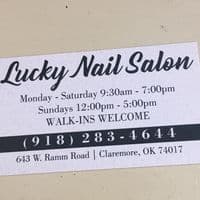 Lucky Nail Salon
Monday - Saturday 9:30am - 7:00pm
Sundays 12:00pm - 5:00pm
WALK-INS WELCOME
(918) 283-4644
643 W. Ramm Road | Claremore, OK 74017